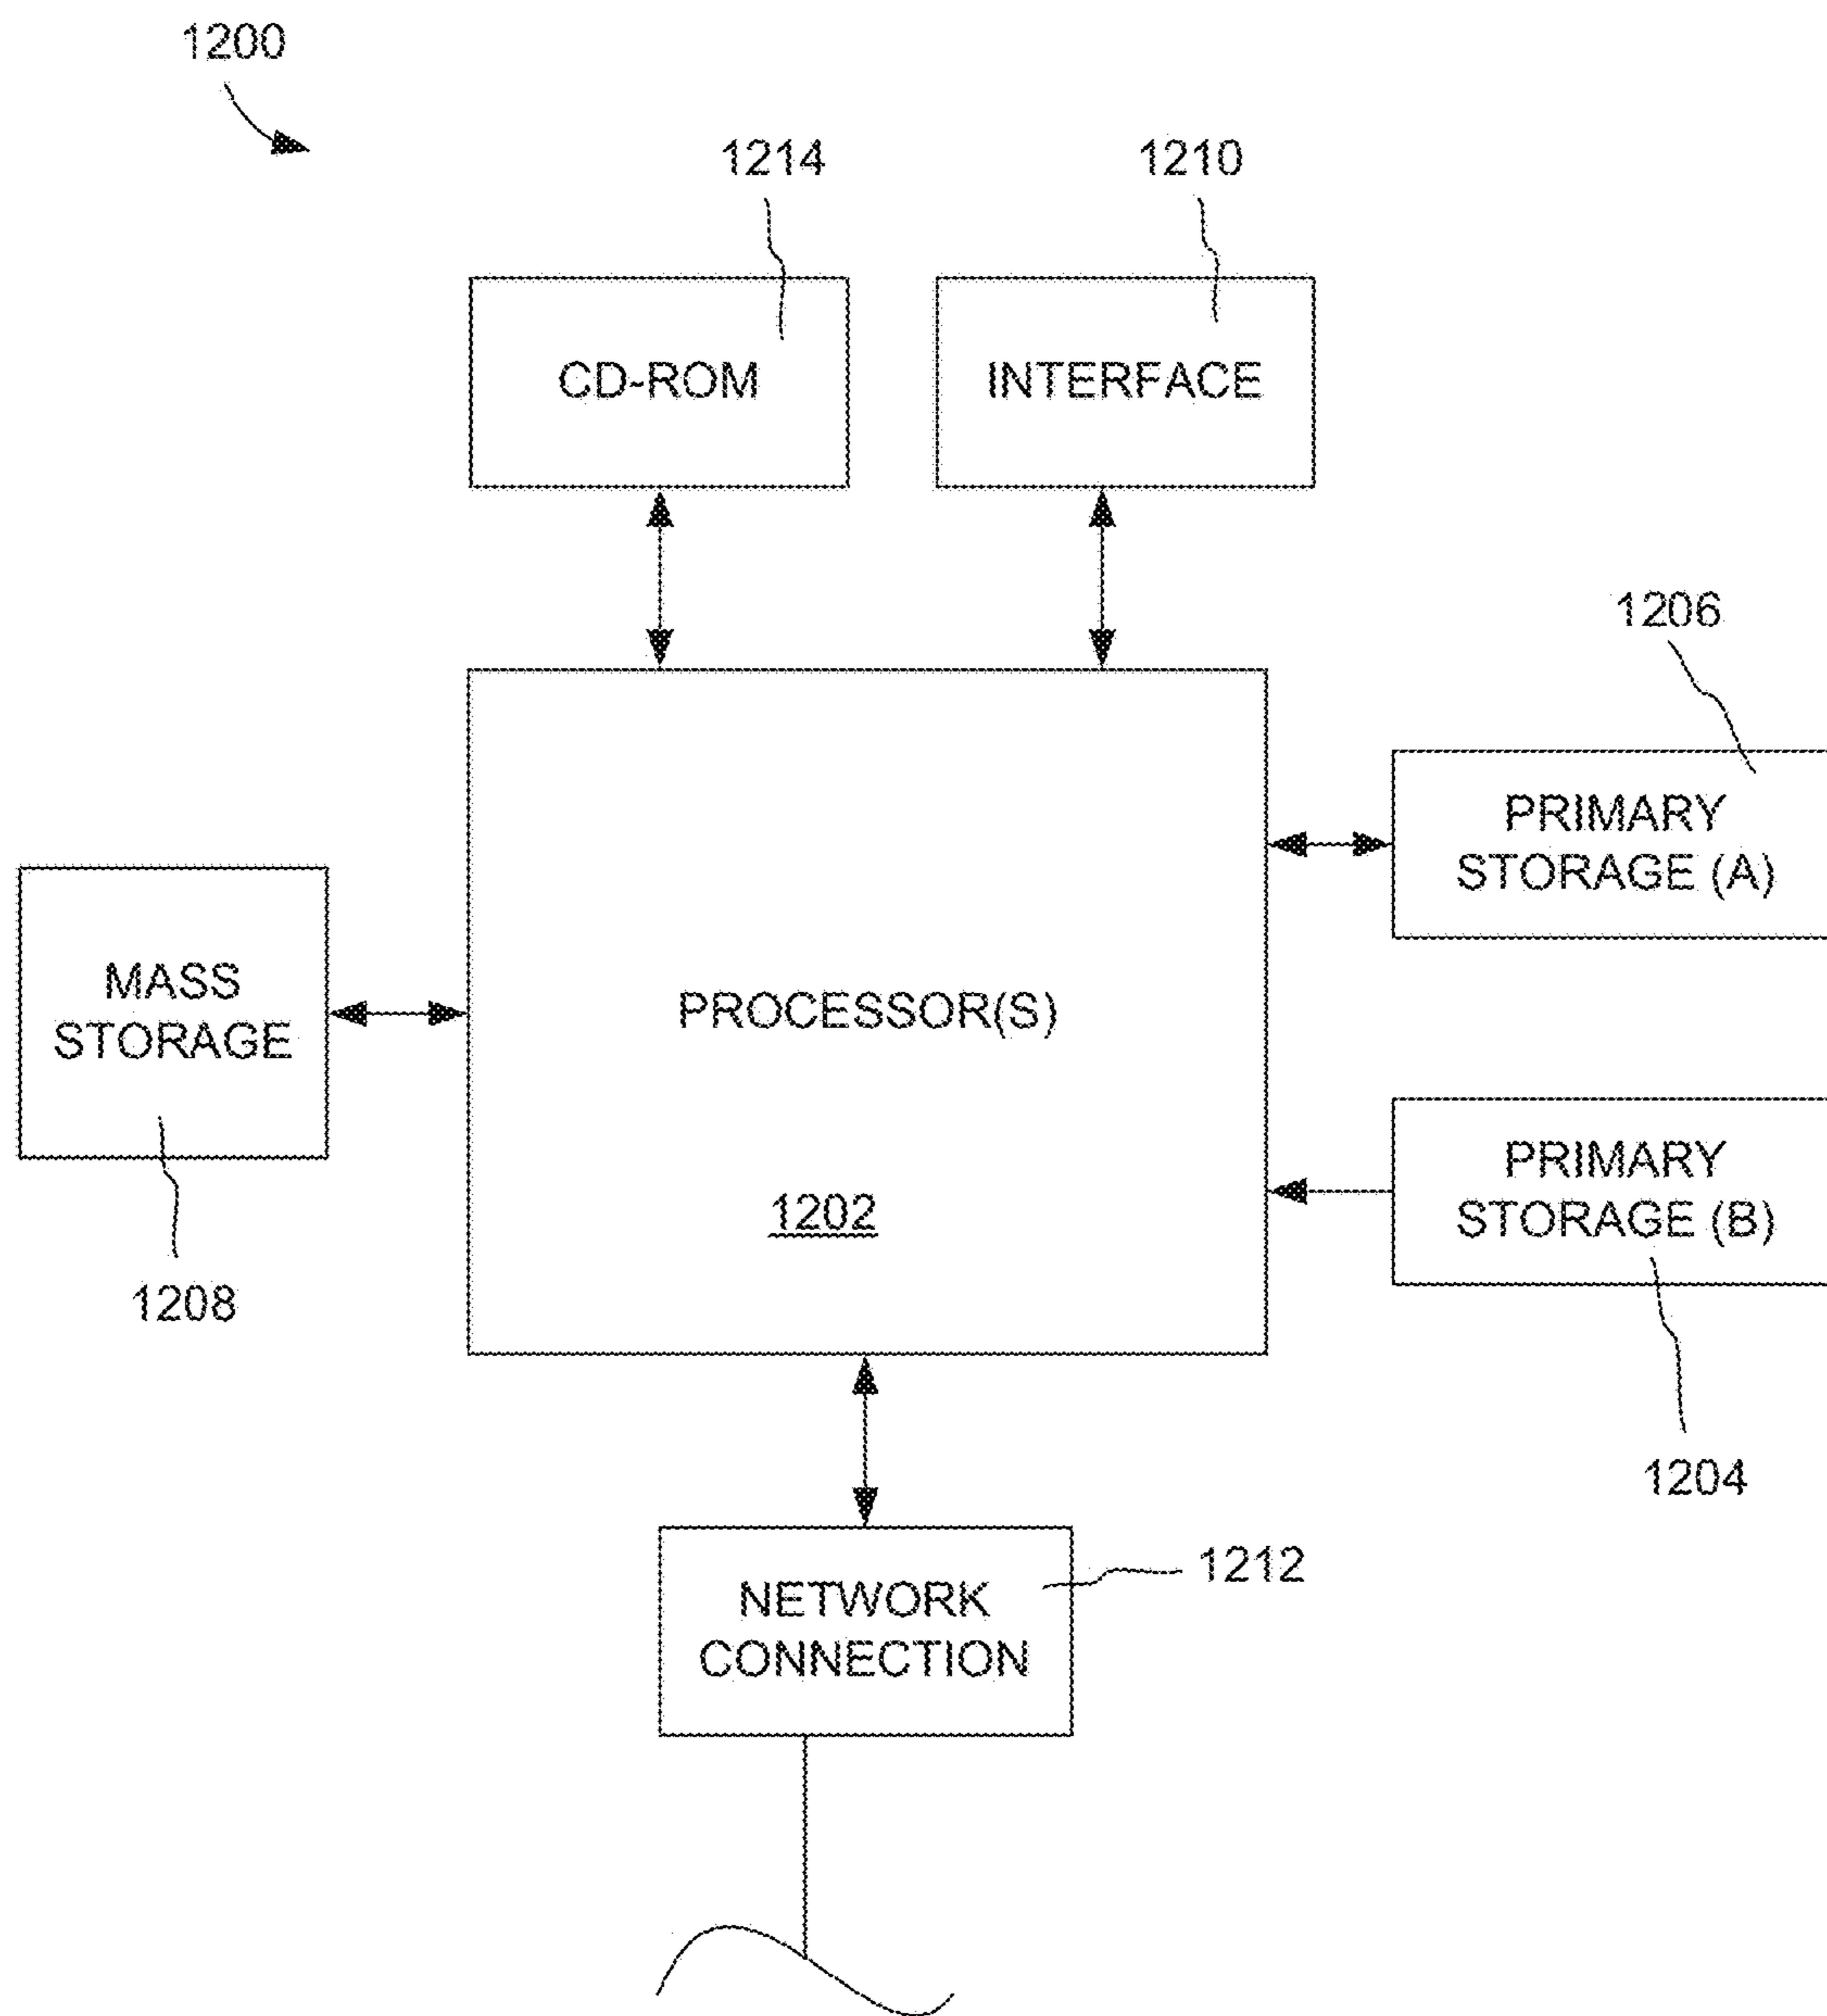 1200
1214
1210
CD-ROM
INTERFACE
1206
PRIMARY
STORAGE (A)
MASS
STORAGE
PROCESSOR(S)
PRIMARY
STORAGE (B)
1202
1208
1204
1212
NETWORK
CONNECTION